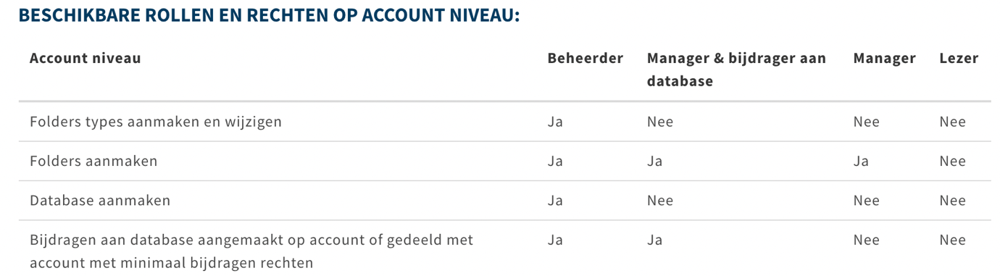 BESCHIKBARE ROLLEN EN RECHTEN OP ACCOUNT NIVEAU:
Account niveau Beheerder Manager & bijdrager aan database Manager Lezer
Folders types aanmaken en wijzigen Ja Nee Nee Nee
Folders aanmaken Ja Ja Ja Nee
Database aanmaken Ja Nee Nee Nee
Bijdragen aan database aangemaakt op account of gedeeld met Ja Ja Nee Nee
account met minimaal bijdragen rechten